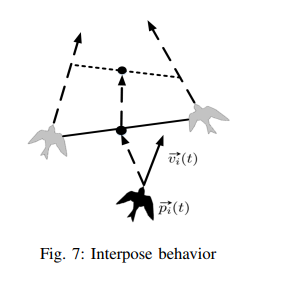 $\vec{v_i}(t)$
$\vec{p_i}(t)$
Fig. 7: Interpose behavior